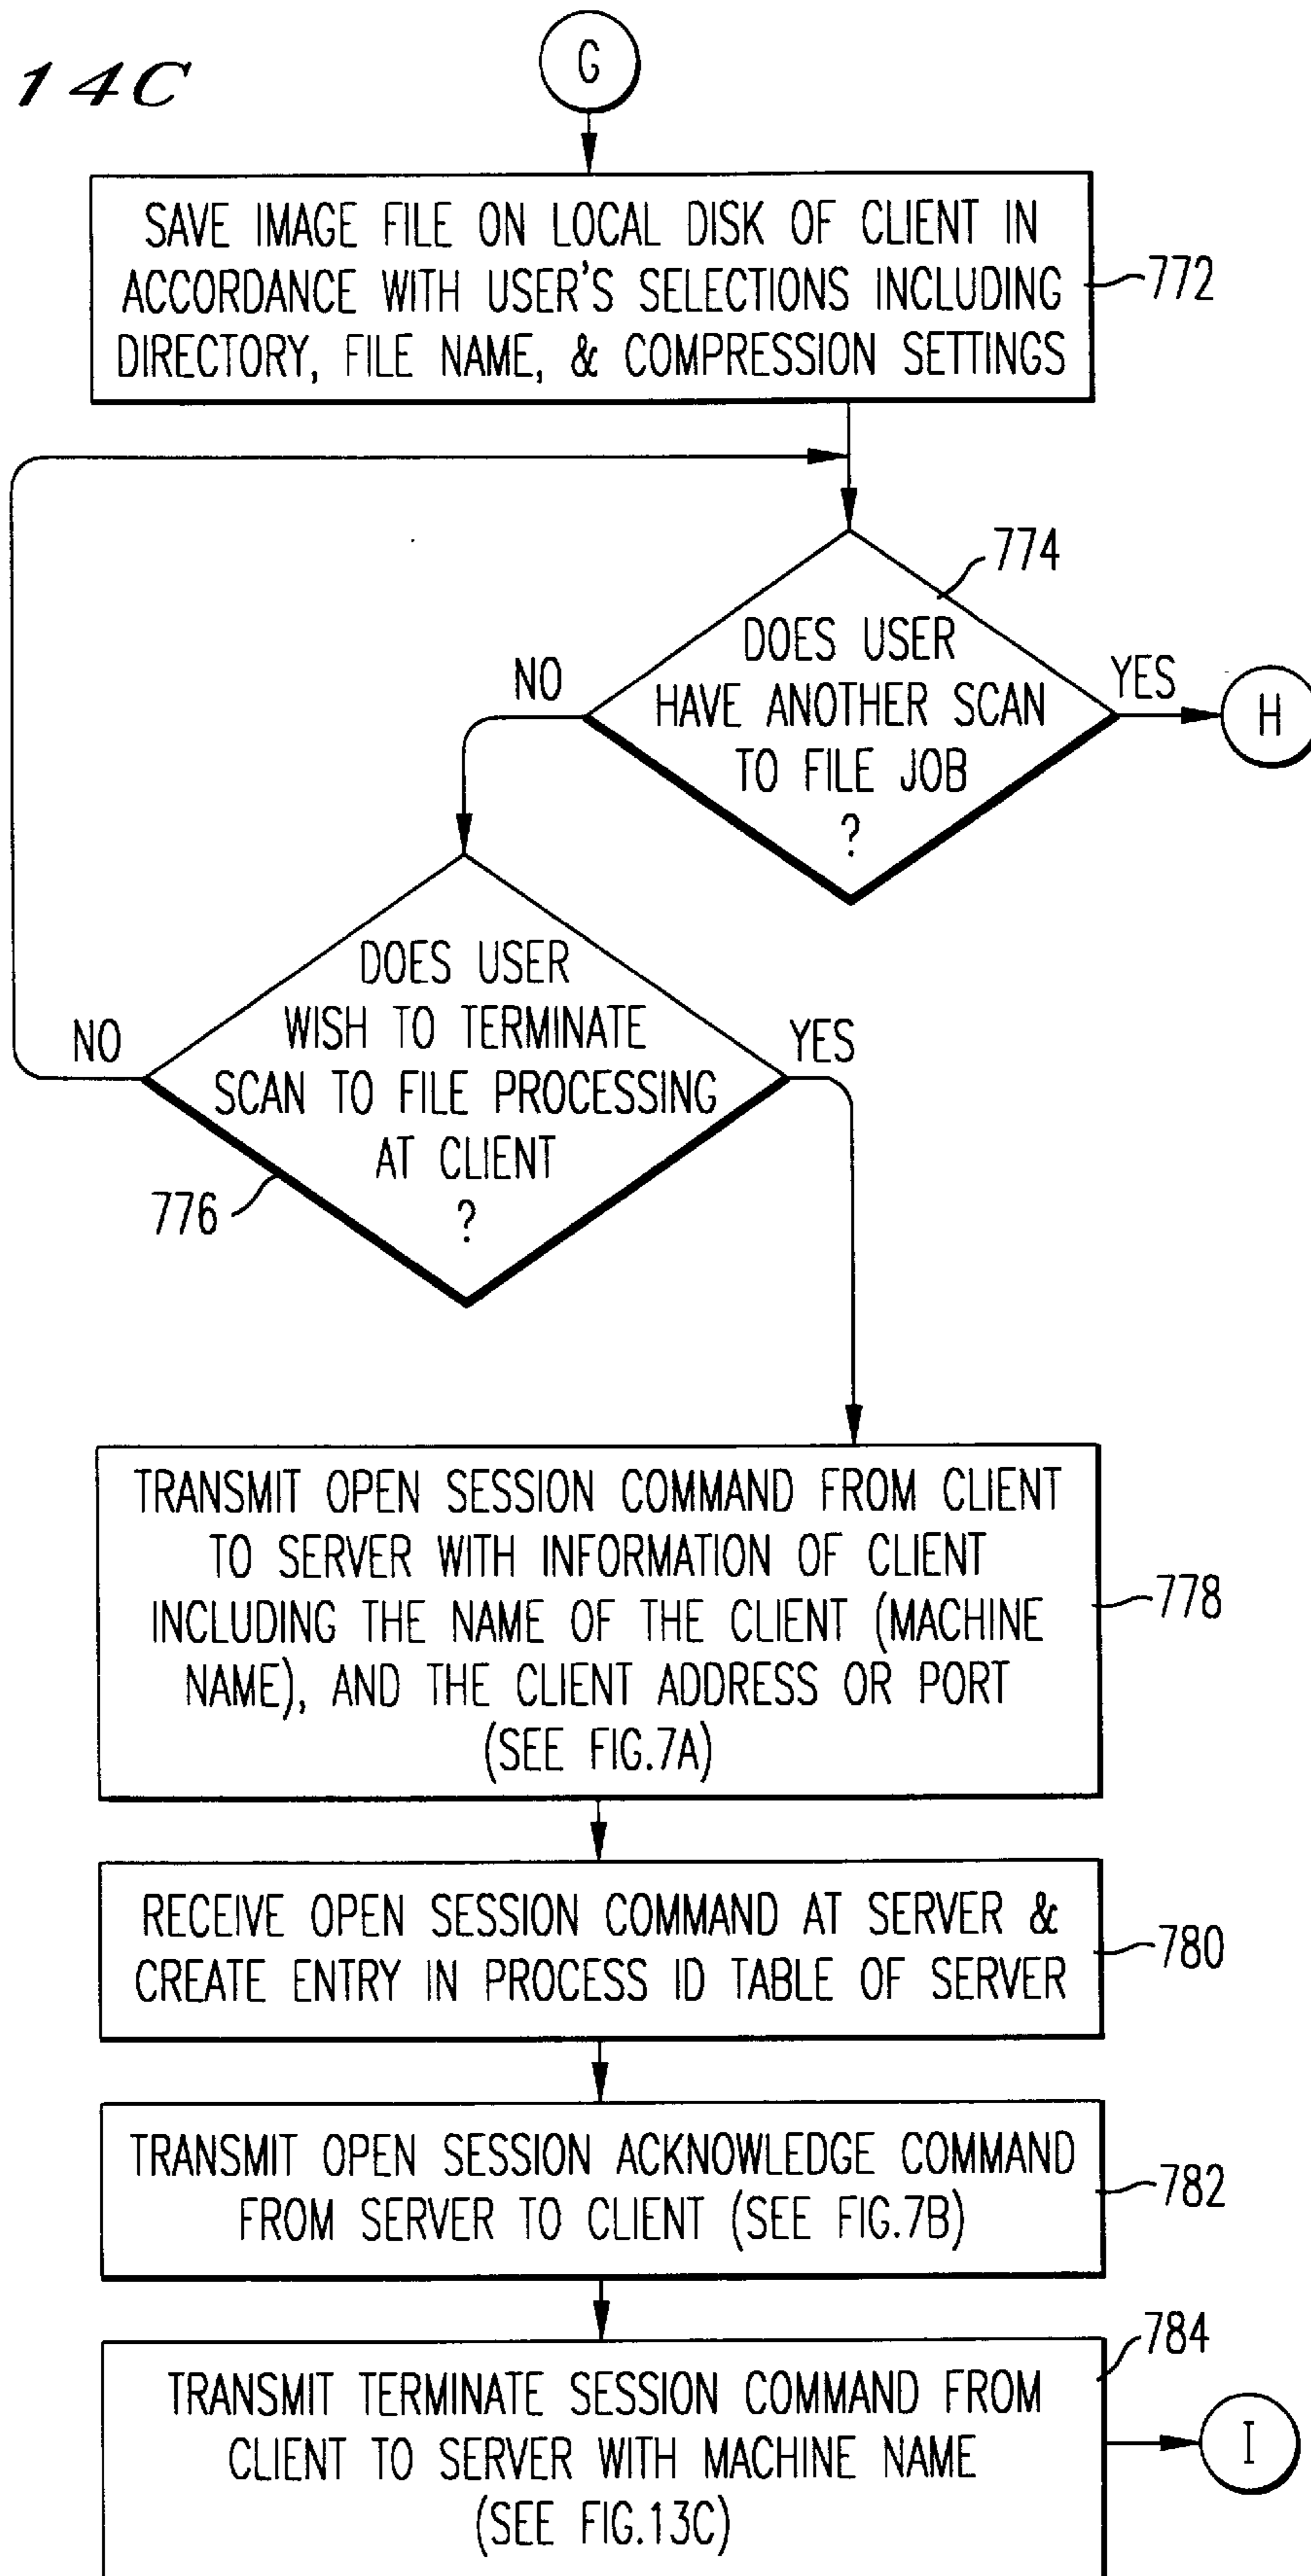 14C
G
SAVE IMAGE FILE ON LOCAL DISK OF CLIENT IN
ACCORDANCE WITH USER'S SELECTIONS INCLUDING
DIRECTORY, FILE NAME, & COMPRESSION SETTINGS
772
774
DOES USER
HAVE ANOTHER SCAN
TO FILE JOB
?
NO
YES
H
DOES USER
WISH TO TERMINATE
SCAN TO FILE PROCESSING
AT CLIENT
?
NO
YES
776
TRANSMIT OPEN SESSION COMMAND FROM CLIENT
TO SERVER WITH INFORMATION OF CLIENT
INCLUDING THE NAME OF THE CLIENT (MACHINE
NAME), AND THE CLIENT ADDRESS OR PORT
(SEE FIG.7A)
778
RECEIVE OPEN SESSION COMMAND AT SERVER &
CREATE ENTRY IN PROCESS ID TABLE OF SERVER
780
TRANSMIT OPEN SESSION ACKNOWLEDGE COMMAND
FROM SERVER TO CLIENT (SEE FIG.7B)
782
784
TRANSMIT TERMINATE SESSION COMMAND FROM
CLIENT TO SERVER WITH MACHINE NAME
(SEE FIG.13C)
I